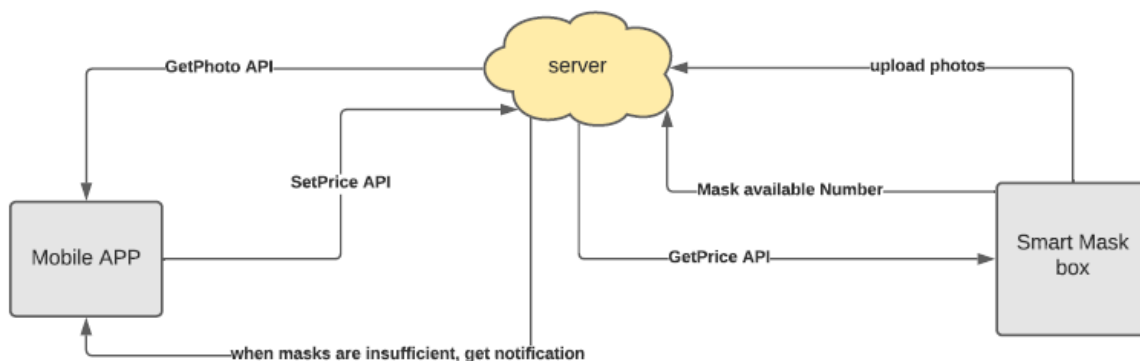 GetPhoto API
server
upload photos
SetPrice API
Mask available Number
Mobile APP
GetPrice API
Smart Mask
box
when masks are insufficient, get notification